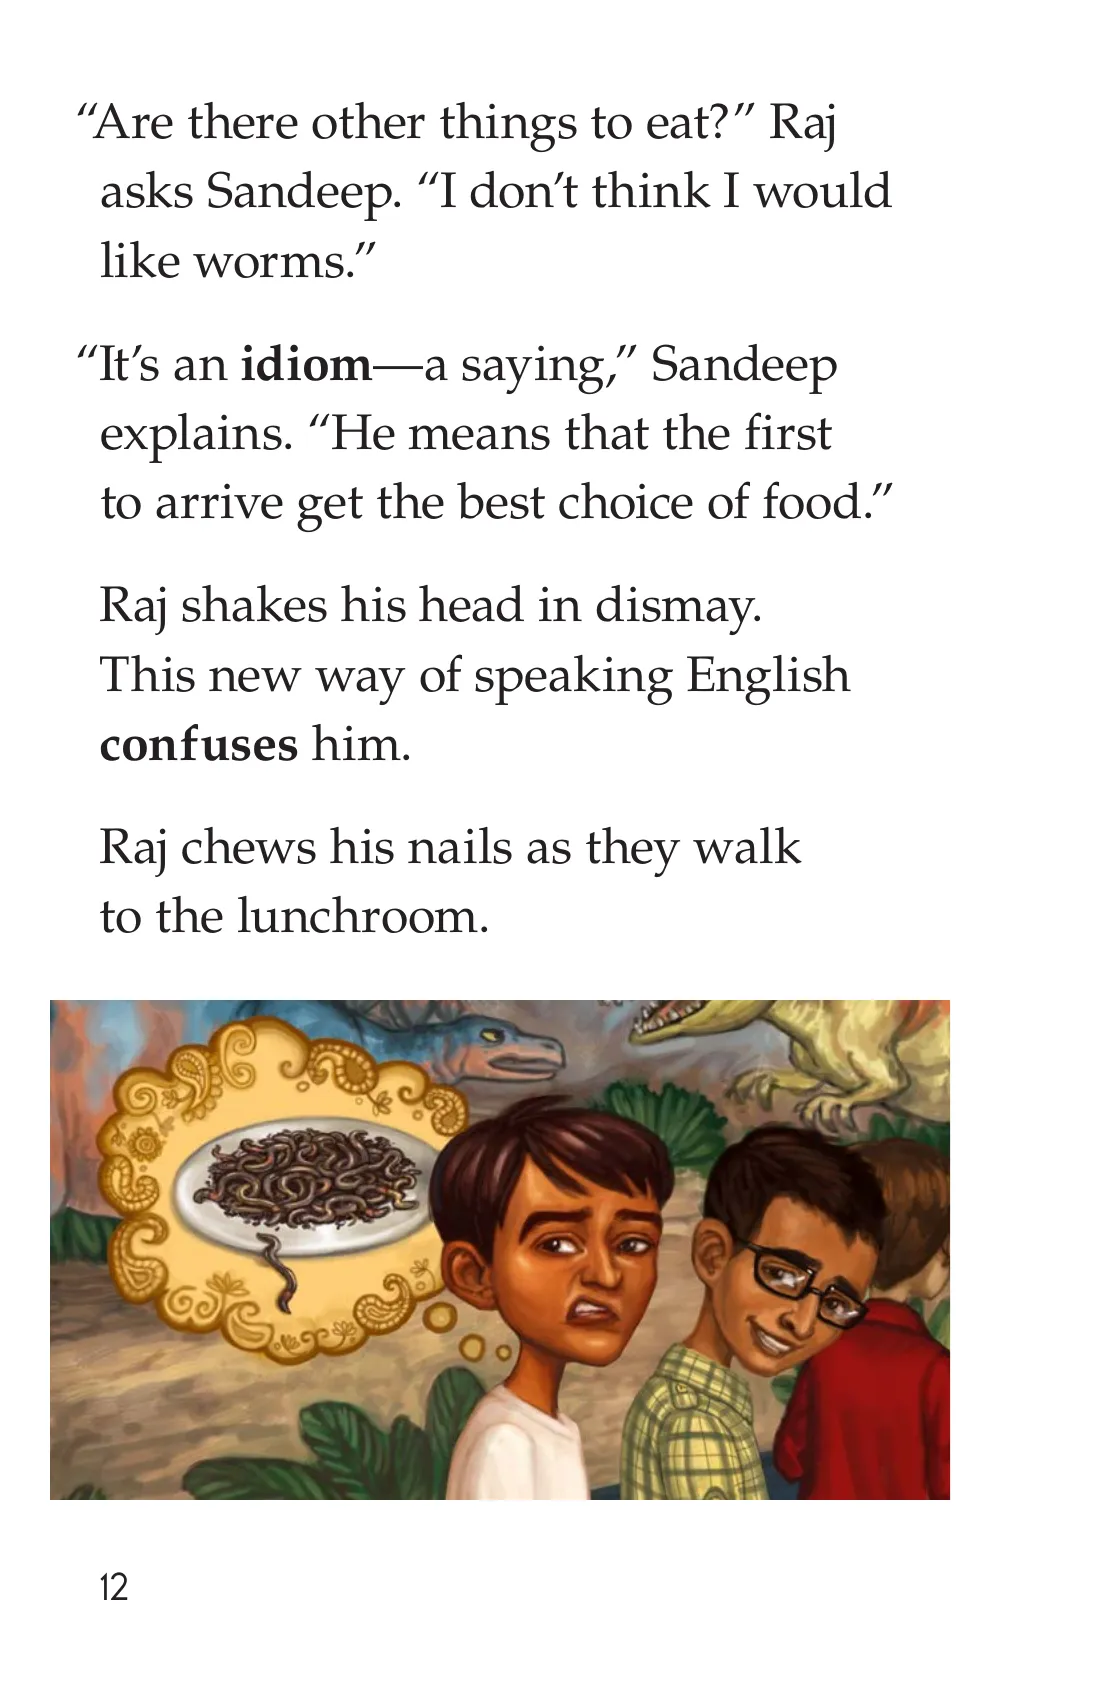 “Are there other things to eat?” Raj
asks Sandeep. “I don’t think I would
like worms.”
“It’s an idiom—a saying,” Sandeep
explains. “He means that the first
to arrive get the best choice of food.”
Raj shakes his head in dismay.
This new way of speaking English
confuses him.
Raj chews his nails as they walk
to the lunchroom.
12